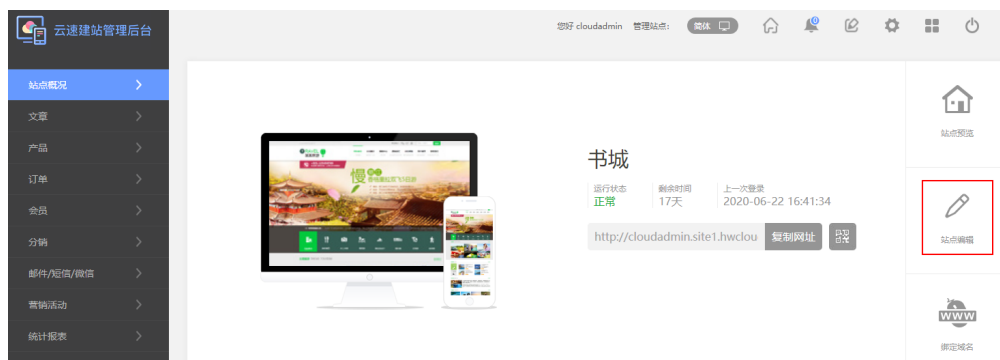 云速建站管理后台
您好 cloudadmin 管理站点: 简体
0
站点概况
文章
产品
订单
会员
分销
邮件/短信/微信
营销活动
统计报表
慢
书城
运行状态 剩余时间 上一次登录
正常 17天 2020-06-22 16:41:34
http://cloudadmin.site1.hwclou 复制网址
站点预览
站点编辑
WWW
绑定域名